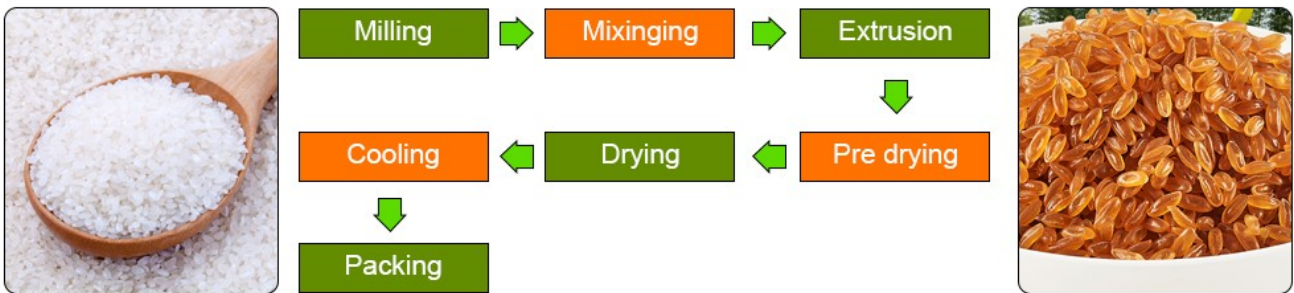 Milling
Mixinging
Extrusion
Pre drying
Drying
Cooling
Packing